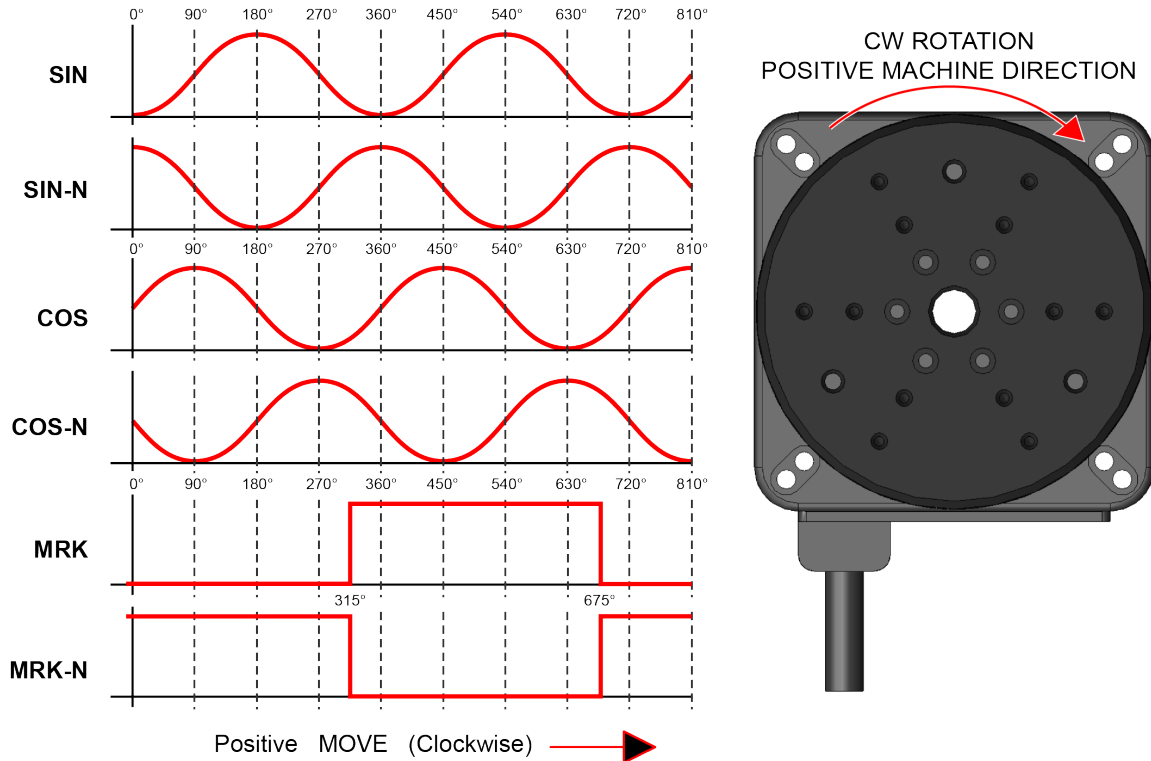 0° 90° 180° 270° 360° 450° 540° 630° 720° 810°
SIN
SIN-N
0° 90° 180° 270° 360° 450° 540° 630° 720° 810°
COS
COS-N
0° 90° 180° 270° 360° 450° 540° 630° 720° 810°
MRK
315° 675°
MRK-N
Positive MOVE (Clockwise)
CW ROTATION
POSITIVE MACHINE DIRECTION